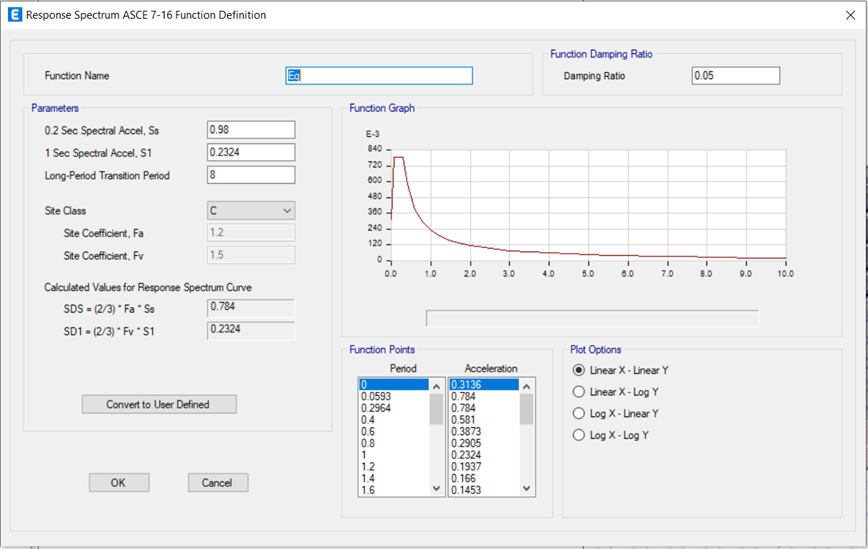 E Response Spectrum ASCE 7-16 Function Definition
Function Name
Eq
Function Damping Ratio
Damping Ratio
0.05
Parameters
0.2 Sec Spectral Accel, Ss
0.98
1 Sec Spectral Accel, S1
0.2324
Long-Period Transition Period
8
Site Class
C
Site Coefficient, Fa
1.2
Site Coefficient, Fv
1.5
Calculated Values for Response Spectrum Curve
SDS = (2/3) * Fa * Ss
0.784
SD1 = (2/3) * Fv * S1
0.2324
Convert to User Defined
OK
Cancel
Function Graph
E-3
840
720
600
480
360
240
120
0
0.0 1.0 2.0 3.0 4.0 5.0 6.0 7.0 8.0 9.0 10.0
Function Points
Period Acceleration
0 0.3136
0.0593 0.784
0.2964 0.784
0.4 0.581
0.6 0.3873
0.8 0.2905
1 0.2324
1.2 0.1937
1.4 0.166
1.6 0.1453
Plot Options
Linear X - Linear Y
Linear X - Log Y
Log X - Linear Y
Log X - Log Y